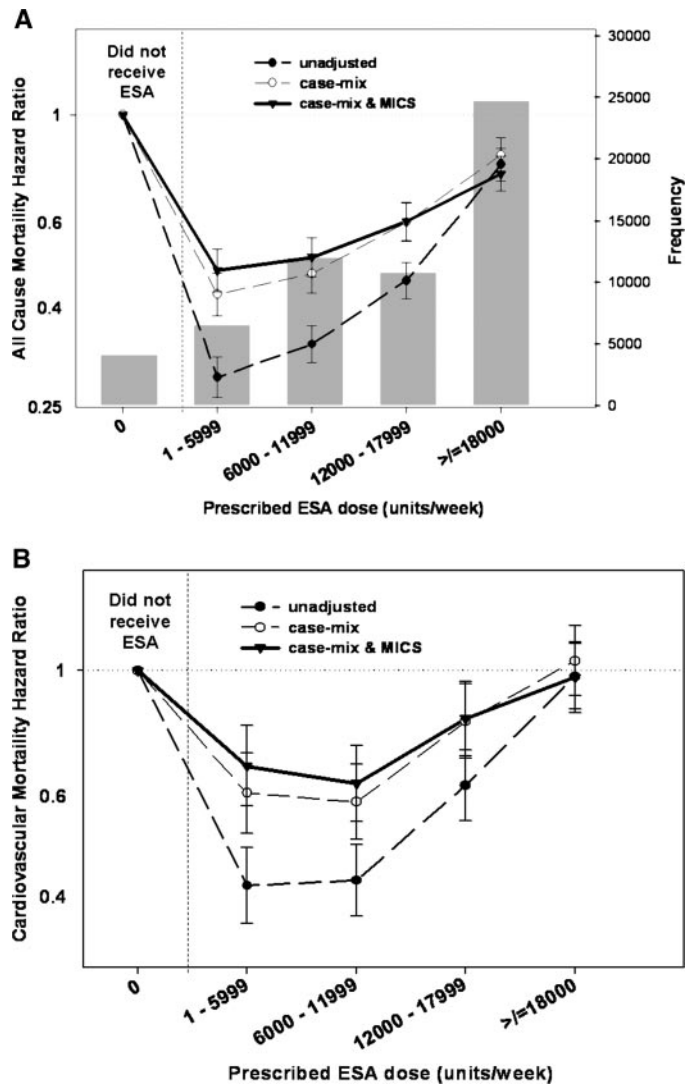 A
Did not
receive
ESA
unadjusted
case-mix
case-mix & MICS
All Cause Mortaility Hazard Ratio
1
0.6
0.4
0.25
30000
25000
20000
15000
10000
5000
0
Frequency
0
1 - 5999
6000 - 11999
12000 - 17999
>/=18000
Prescribed ESA dose (units/week)
B
Did not
receive
ESA
unadjusted
case-mix
case-mix & MICS
Cardiovascular Mortaility Hazard Ratio
1
0.6
0.4
0
1 - 5999
6000 - 11999
12000 - 17999
>/=18000
Prescribed ESA dose (units/week)